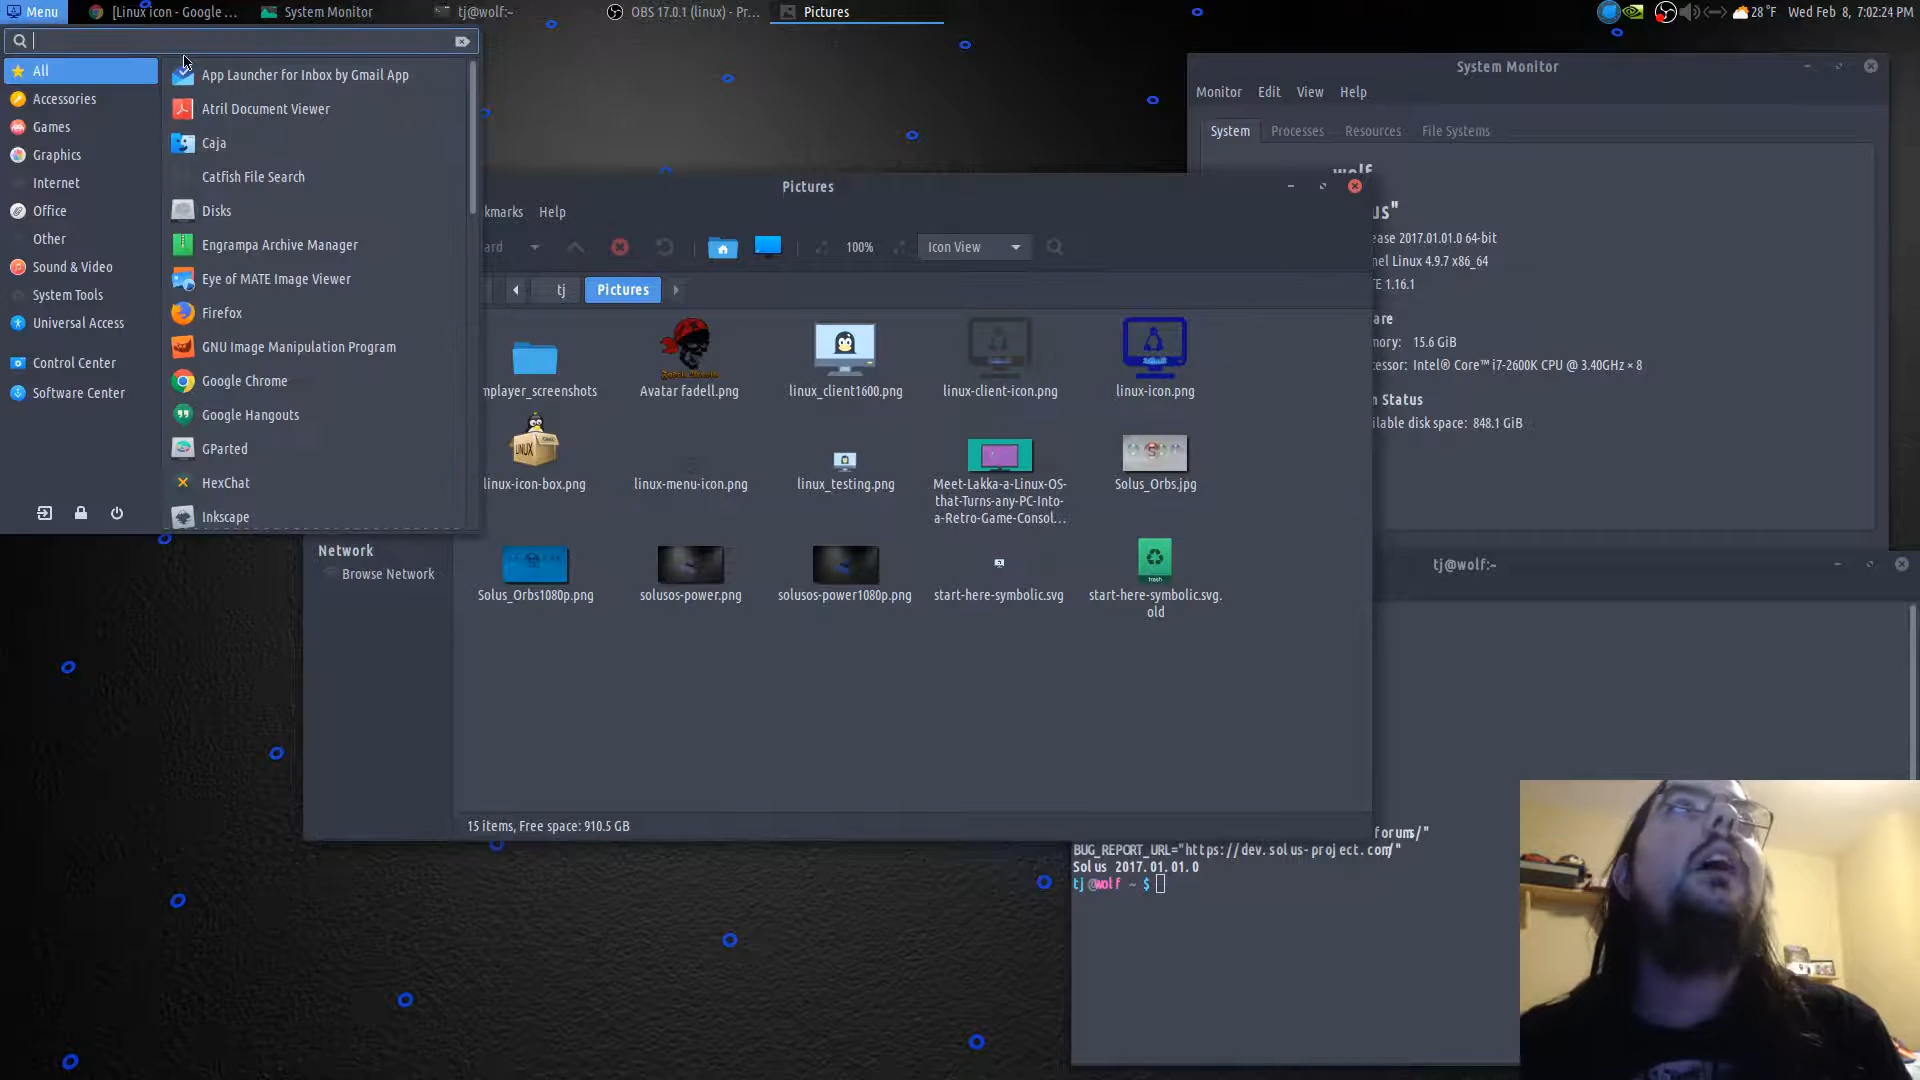 Menu
[Linux icon - Google ...
System Monitor
tj@wolf:~
OBS 17.0.1 (linux) - Pr...
Pictures
28 °F
Wed Feb 8, 7:02:24 PM
All
Accessories
Games
Graphics
Internet
Office
Other
Sound & Video
System Tools
Universal Access
Control Center
Software Center
App Launcher for Inbox by Gmail App
Atril Document Viewer
Caja
Catfish File Search
Disks
Engrampa Archive Manager
Eye of MATE Image Viewer
Firefox
GNU Image Manipulation Program
Google Chrome
Google Hangouts
GParted
HexChat
Inkscape
Pictures
kmarks
Help
ard
100%
Icon View
tj
Pictures
mplayer_screenshots
Avatar fadell.png
linux_client1600.png
linux-client-icon.png
linux-icon.png
LINUX
linux-icon-box.png
linux-menu-icon.png
linux_testing.png
Meet-Lakka-a-Linux-OS-
that-Turns-any-PC-Into-
a-Retro-Game-Consol...
Solus_Orbs.jpg
Solus_Orbs1080p.png
solusos-power.png
solusos-power1080p.png
start-here-symbolic.svg
trash
start-here-symbolic.svg.
old
Network
Browse Network
15 items, Free space: 910.5 GB
System Monitor
Monitor
Edit
View
Help
System
Processes
Resources
File Systems
wolf
us"
ease 2017.01.01.0 64-bit
nel Linux 4.9.7 x86_64
TE 1.16.1
are
mory: 15.6 GiB
cessor: Intel® Core™ i7-2600K CPU @ 3.40GHz × 8
n Status
ilable disk space: 848.1 GiB
tj@wolf:~
forums/"
BUG_REPORT_URL="https://dev.solus-project.com/"
Solus 2017.01.01.0
tj@wolf ~ $